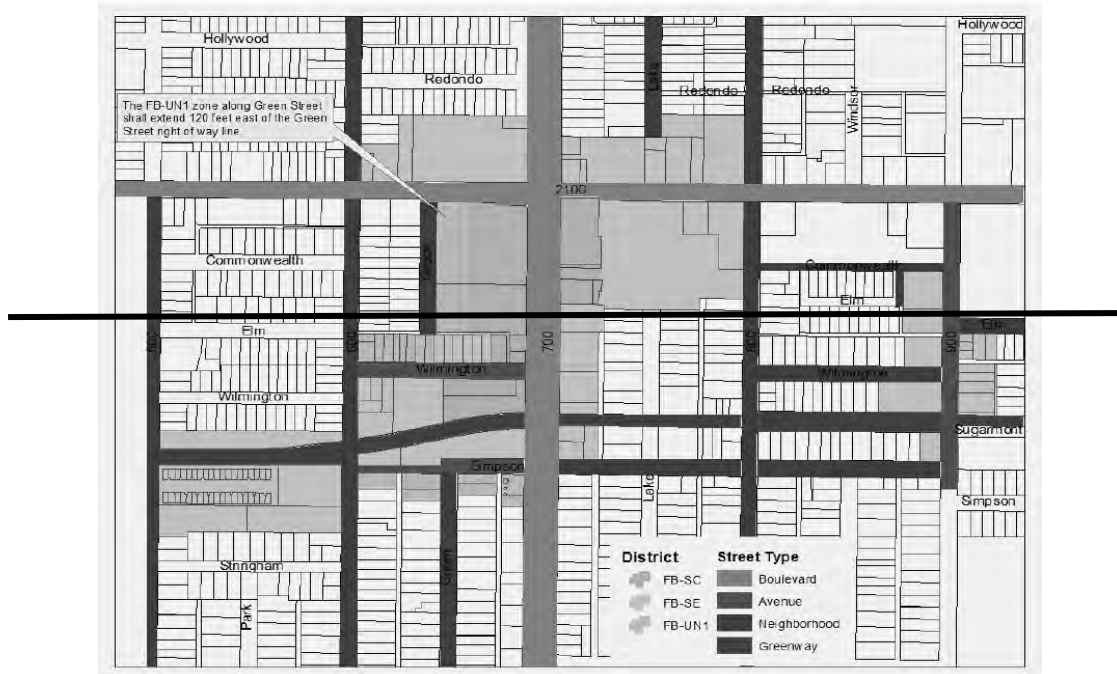 Hollywood
Hollywood
Redondo
Lake
Redondo
Redondo
Windsor
The FB-UN1 zone along Green Street
shall extend 120 feet east of the Green
Street right of way line.
2100
Commonwealth
Commonwealth
Elm
Elm
Elm
500
600
700
800
900
Wilmington
Wilmington
Wilmington
Sugarmont
Simpson
Lake
Simpson
Stringham
Green
Park
District
FB-SC
FB-SE
FB-UN1
Street Type
Boulevard
Avenue
Neighborhood
Greenway